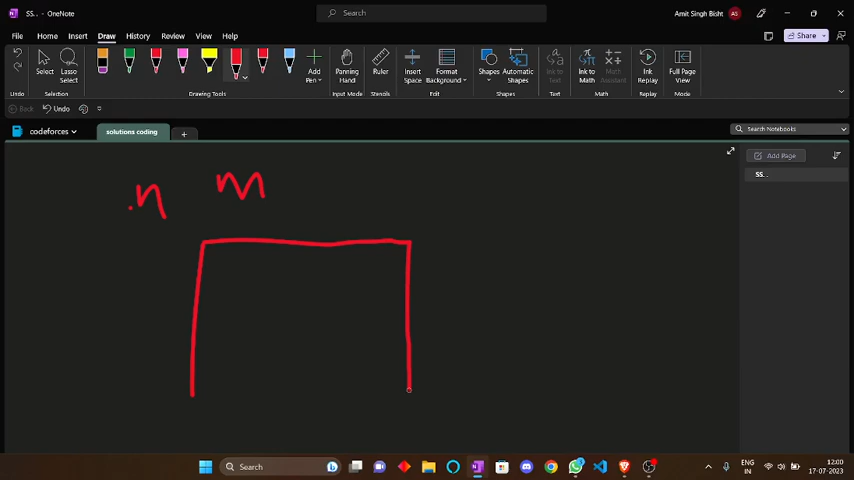 SS... - OneNote
Search
Amit Singh Bisht AS
File Home Insert Draw History Review View Help
Share
Select
Lasso Select
Add Pen
Panning Hand
Ruler
Insert Space
Format Background
Shapes
Automatic Shapes
Ink to Text
Ink to Math
Math Assistant
Ink Replay
Full Page View
Undo Selection Drawing Tools Input Mode Stencils Edit Shapes Text Math Replay Mode
Back Undo
codeforces solutions coding + Search Notebooks
Add Page
SS...
.n m
Search
ENG IN
12:00
17-07-2023